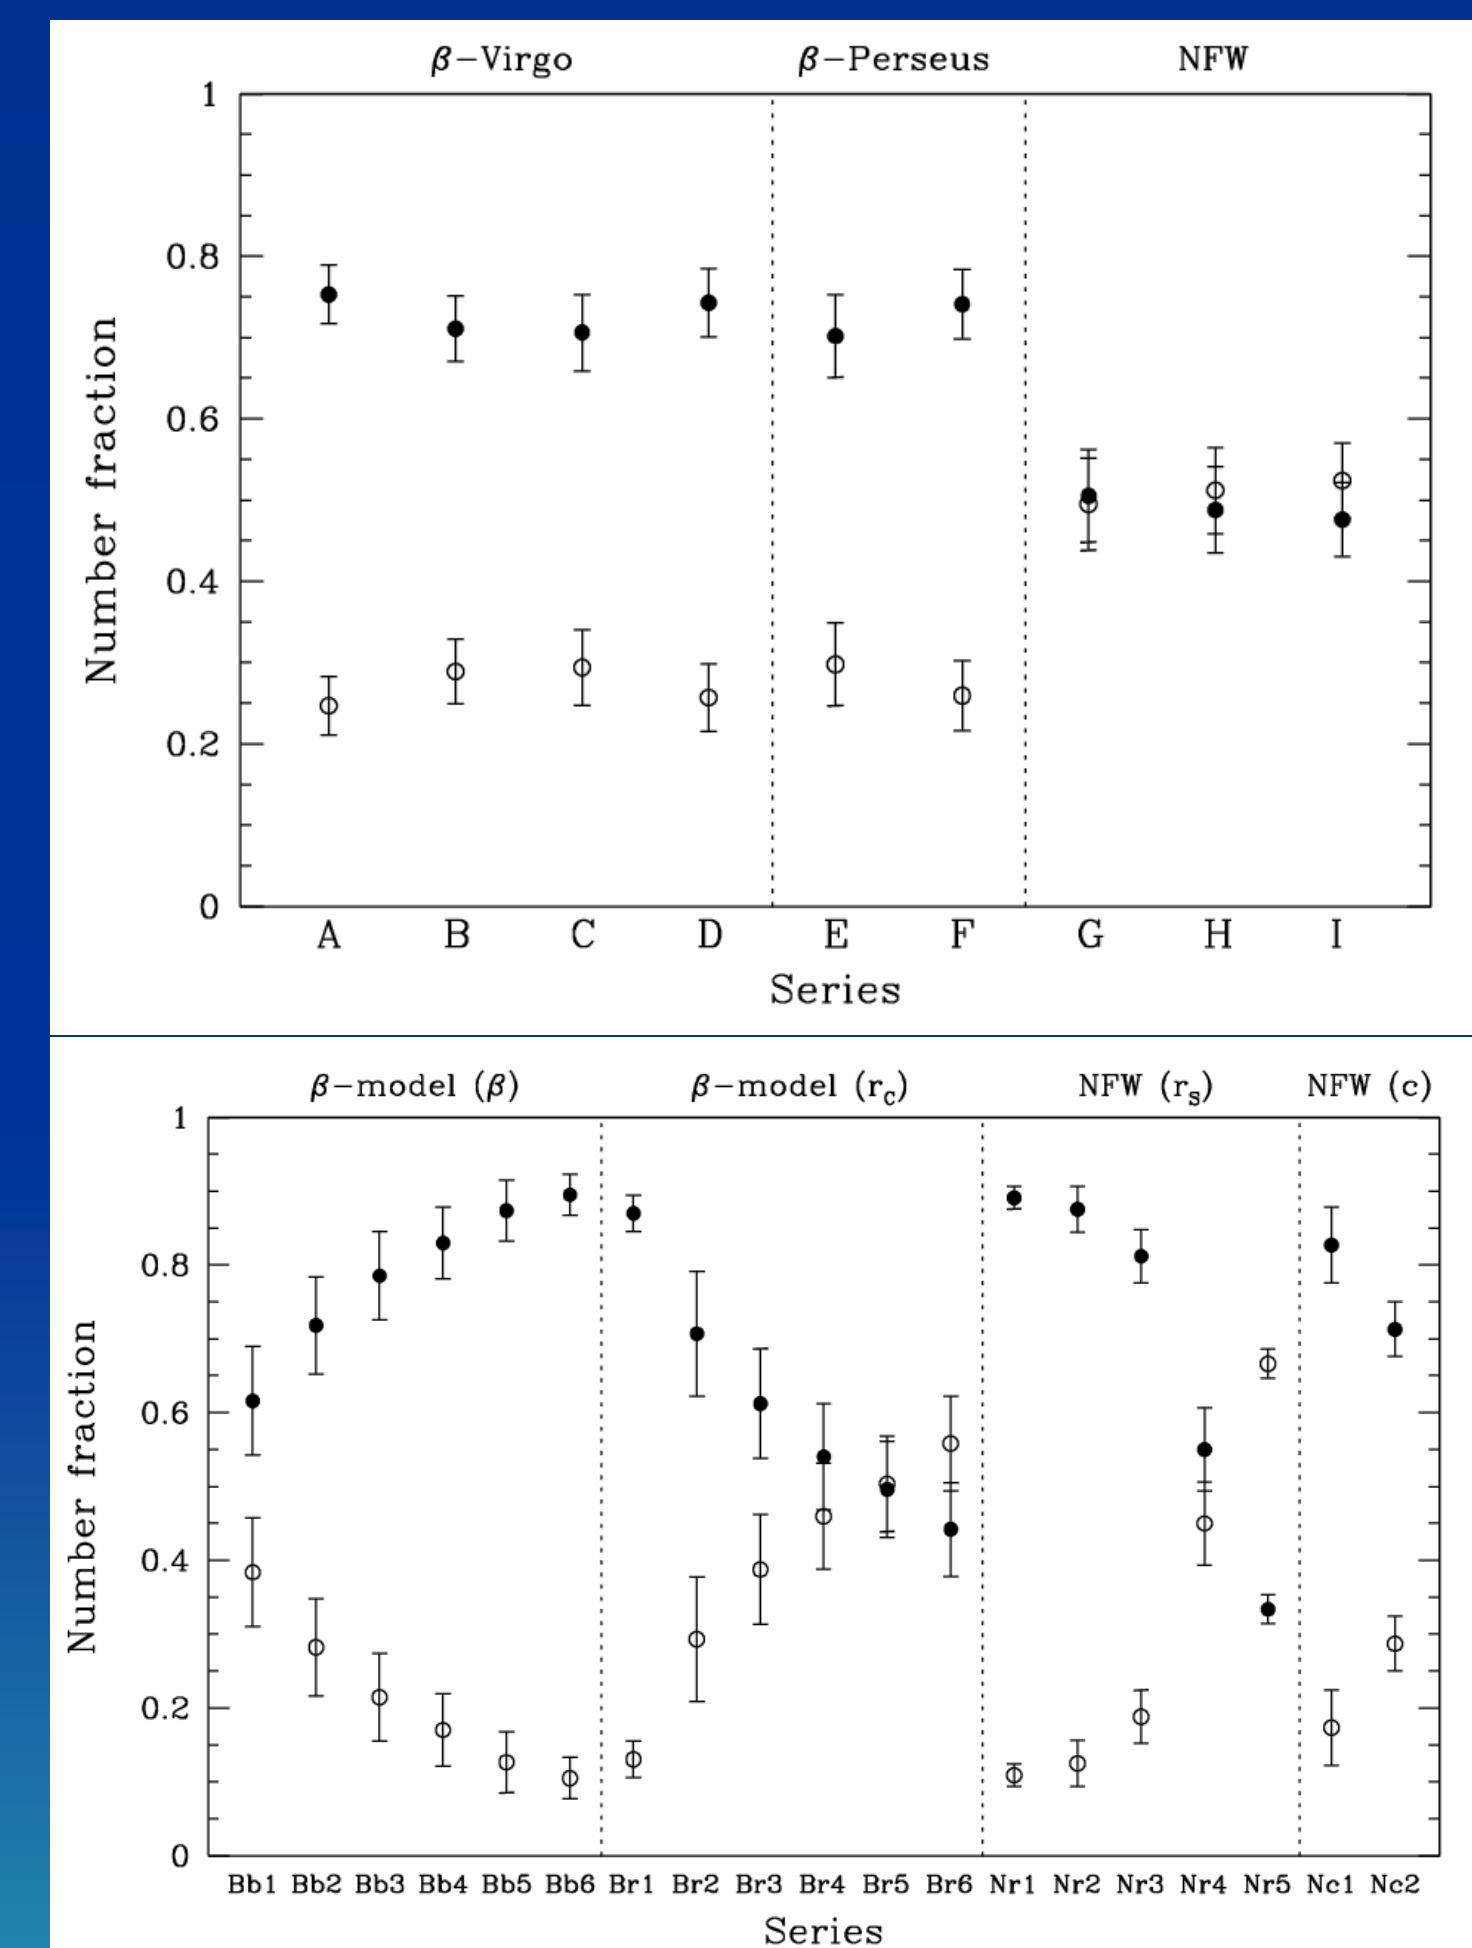 β−Virgo β−Perseus NFW
1
0.8
0.6
0.4
0.2
0
Number fraction
A B C D E F G H I
Series
β−model (β) β−model (rc) NFW (rs) NFW (c)
1
0.8
0.6
0.4
0.2
0
Number fraction
Bb1 Bb2 Bb3 Bb4 Bb5 Bb6 Br1 Br2 Br3 Br4 Br5 Br6 Nr1 Nr2 Nr3 Nr4 Nr5 Nc1 Nc2
Series